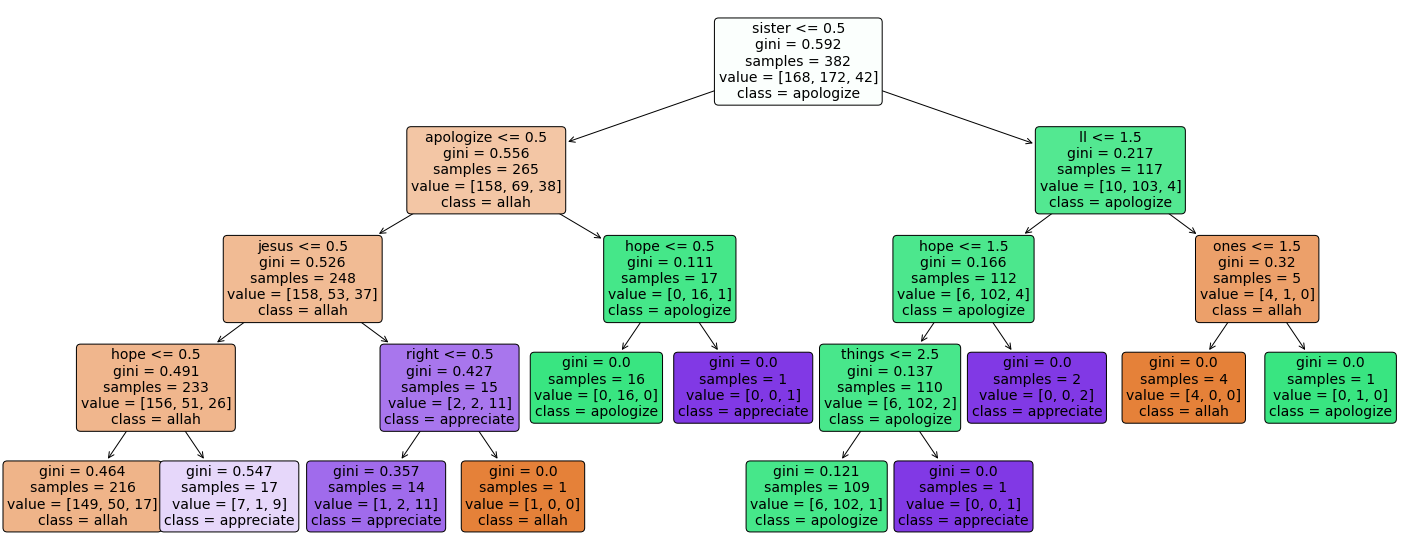 sister <= 0.5
gini = 0.592
samples = 382
value = [168, 172, 42]
class = apologize
apologize <= 0.5
gini = 0.556
samples = 265
value = [158, 69, 38]
class = allah
ll <= 1.5
gini = 0.217
samples = 117
value = [10, 103, 4]
class = apologize
jesus <= 0.5
gini = 0.526
samples = 248
value = [158, 53, 37]
class = allah
hope <= 0.5
gini = 0.111
samples = 17
value = [0, 16, 1]
class = apologize
hope <= 1.5
gini = 0.166
samples = 112
value = [6, 102, 4]
class = apologize
ones <= 1.5
gini = 0.32
samples = 5
value = [4, 1, 0]
class = allah
hope <= 0.5
gini = 0.491
samples = 233
value = [156, 51, 26]
class = allah
right <= 0.5
gini = 0.427
samples = 15
value = [2, 2, 11]
class = appreciate
gini = 0.0
samples = 16
value = [0, 16, 0]
class = apologize
gini = 0.0
samples = 1
value = [0, 0, 1]
class = appreciate
things <= 2.5
gini = 0.137
samples = 110
value = [6, 102, 2]
class = apologize
gini = 0.0
samples = 2
value = [0, 0, 2]
class = appreciate
gini = 0.0
samples = 4
value = [4, 0, 0]
class = allah
gini = 0.0
samples = 1
value = [0, 1, 0]
class = apologize
gini = 0.464
samples = 216
value = [149, 50, 17]
class = allah
gini = 0.547
samples = 17
value = [7, 1, 9]
class = appreciate
gini = 0.357
samples = 14
value = [1, 2, 11]
class = appreciate
gini = 0.0
samples = 1
value = [1, 0, 0]
class = allah
gini = 0.121
samples = 109
value = [6, 102, 1]
class = apologize
gini = 0.0
samples = 1
value = [0, 0, 1]
class = appreciate